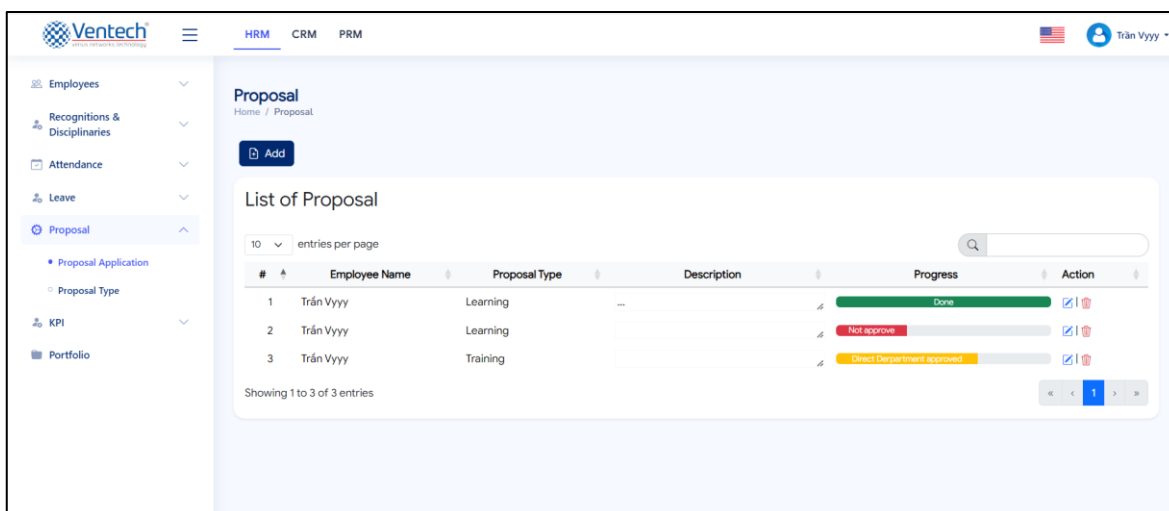 Ventech
venus networks technology
HRM CRM PRM
Trần Vyyy
Employees
Recognitions &
Disciplinaries
Attendance
Leave
Proposal
Proposal Application
Proposal Type
KPI
Portfolio
Proposal
Home / Proposal
Add
List of Proposal
10 entries per page
# Employee Name Proposal Type Description Progress Action
1 Trần Vyyy Learning ... Done |
2 Trần Vyyy Learning Not approve |
3 Trần Vyyy Training Direct Derpartment approved |
Showing 1 to 3 of 3 entries
« ‹ 1 › »